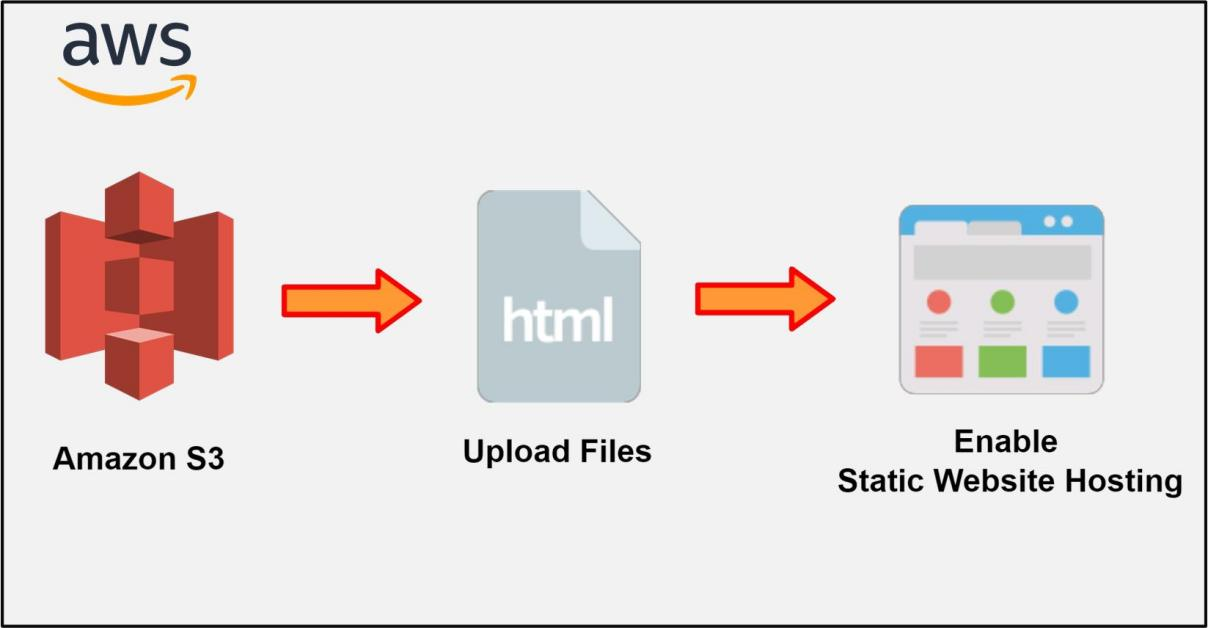 aws
html
Amazon S3
Upload Files
Enable
Static Website Hosting